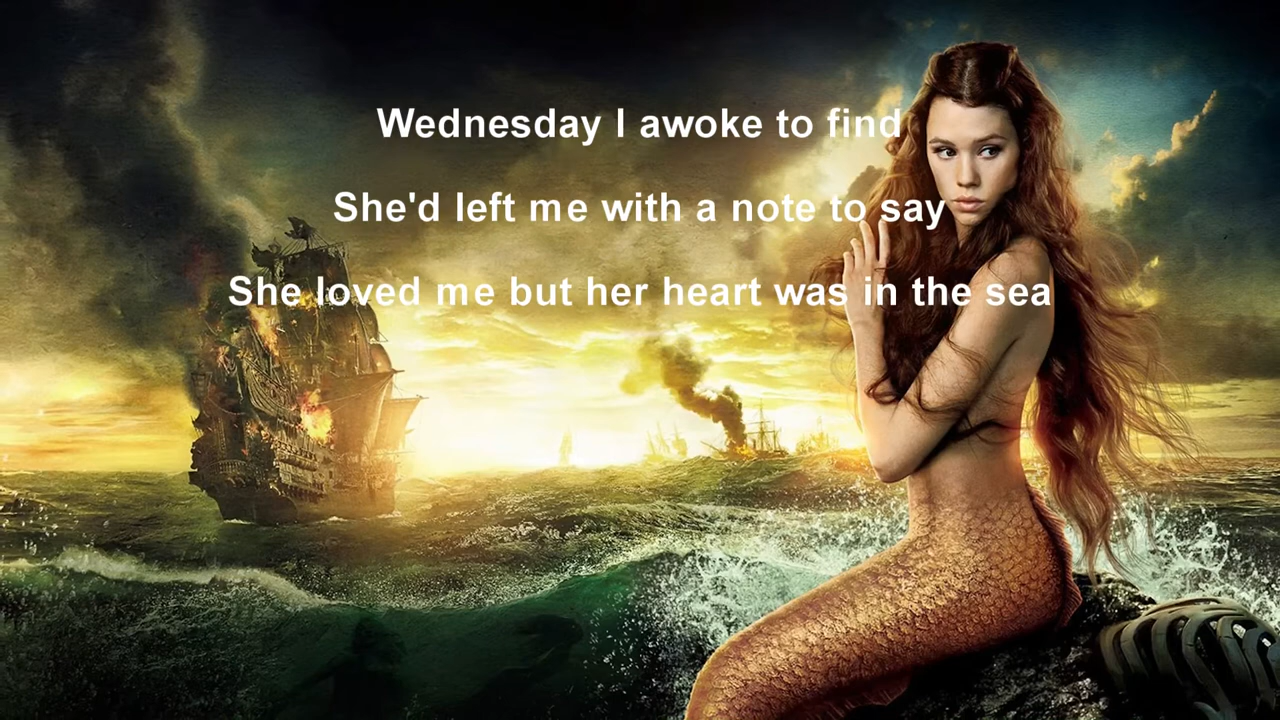 Wednesday I awoke to find
She'd left me with a note to say
She loved me but her heart was in the sea